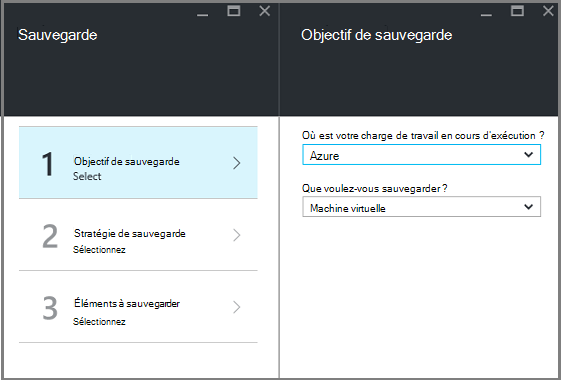 Sauvegarde
1
Objectif de sauvegarde
Select
2
Stratégie de sauvegarde
Sélectionnez
3
Éléments à sauvegarder
Sélectionnez
Objectif de sauvegarde
Où est votre charge de travail en cours d'exécution ?
Azure
Que voulez-vous sauvegarder ?
Machine virtuelle